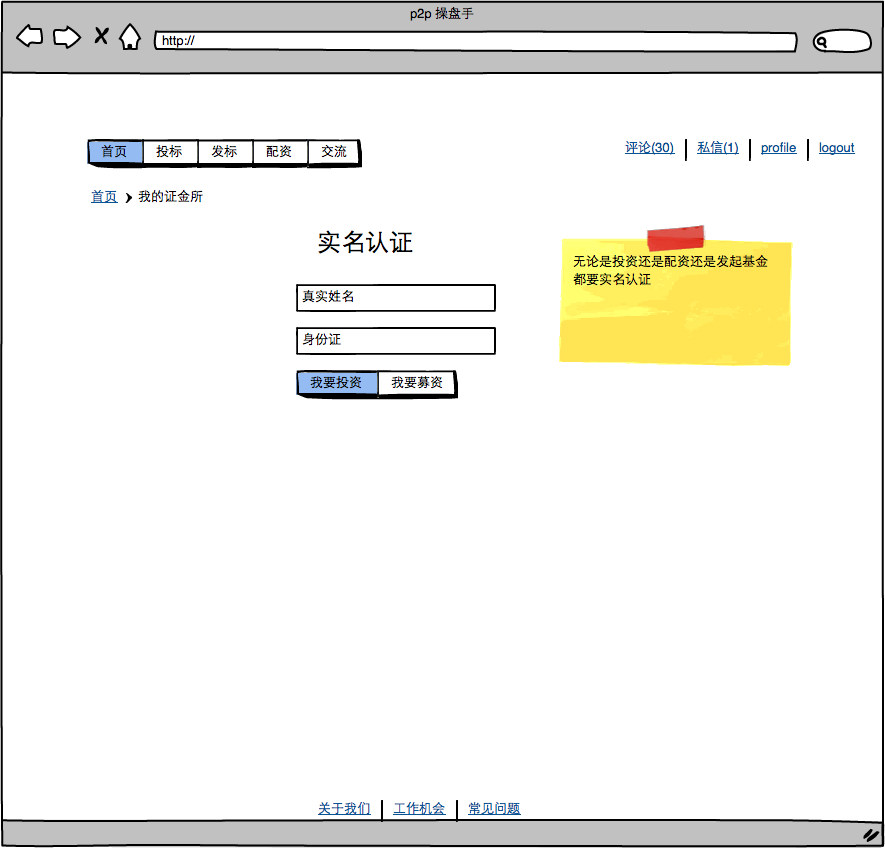 p2p 操盘手
http://
首页 投标 发标 配资 交流
评论(30) 私信(1) profile logout
首页 我的证金所
实名认证
无论是投资还是配资还是发起基金
都要实名认证
真实姓名
身份证
我要投资 我要募资
关于我们 工作机会 常见问题